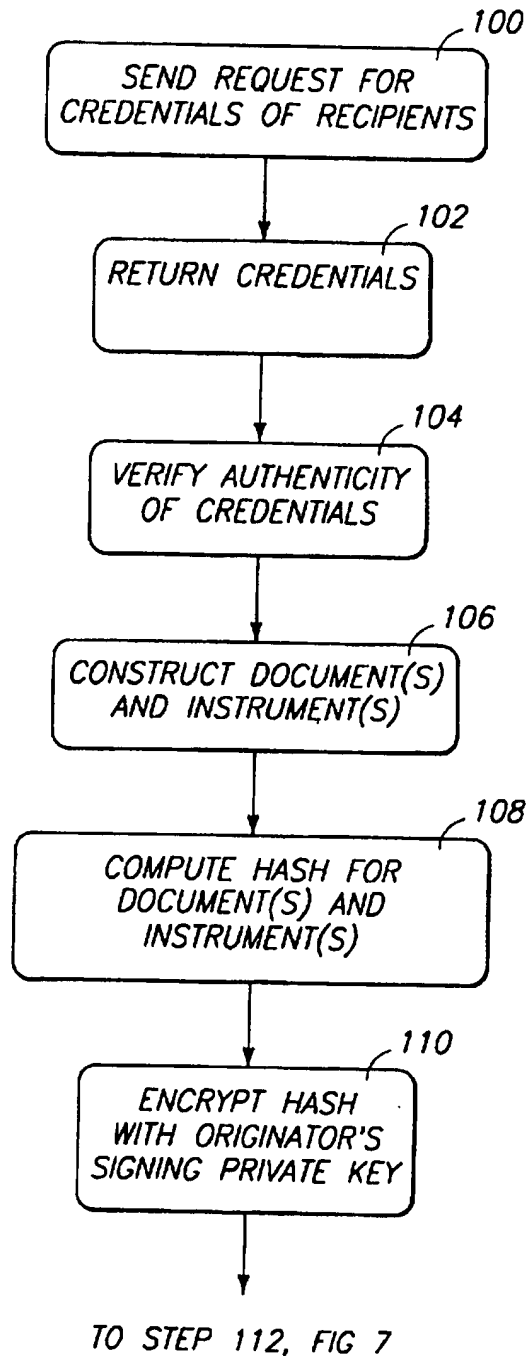 100
SEND REQUEST FOR
CREDENTIALS OF RECIPIENTS
102
RETURN CREDENTIALS
104
VERIFY AUTHENTICITY
OF CREDENTIALS
106
CONSTRUCT DOCUMENT(S)
AND INSTRUMENT(S)
108
COMPUTE HASH FOR
DOCUMENT(S) AND
INSTRUMENT(S)
110
ENCRYPT HASH
WITH ORIGINATOR'S
SIGNING PRIVATE KEY
TO STEP 112, FIG 7